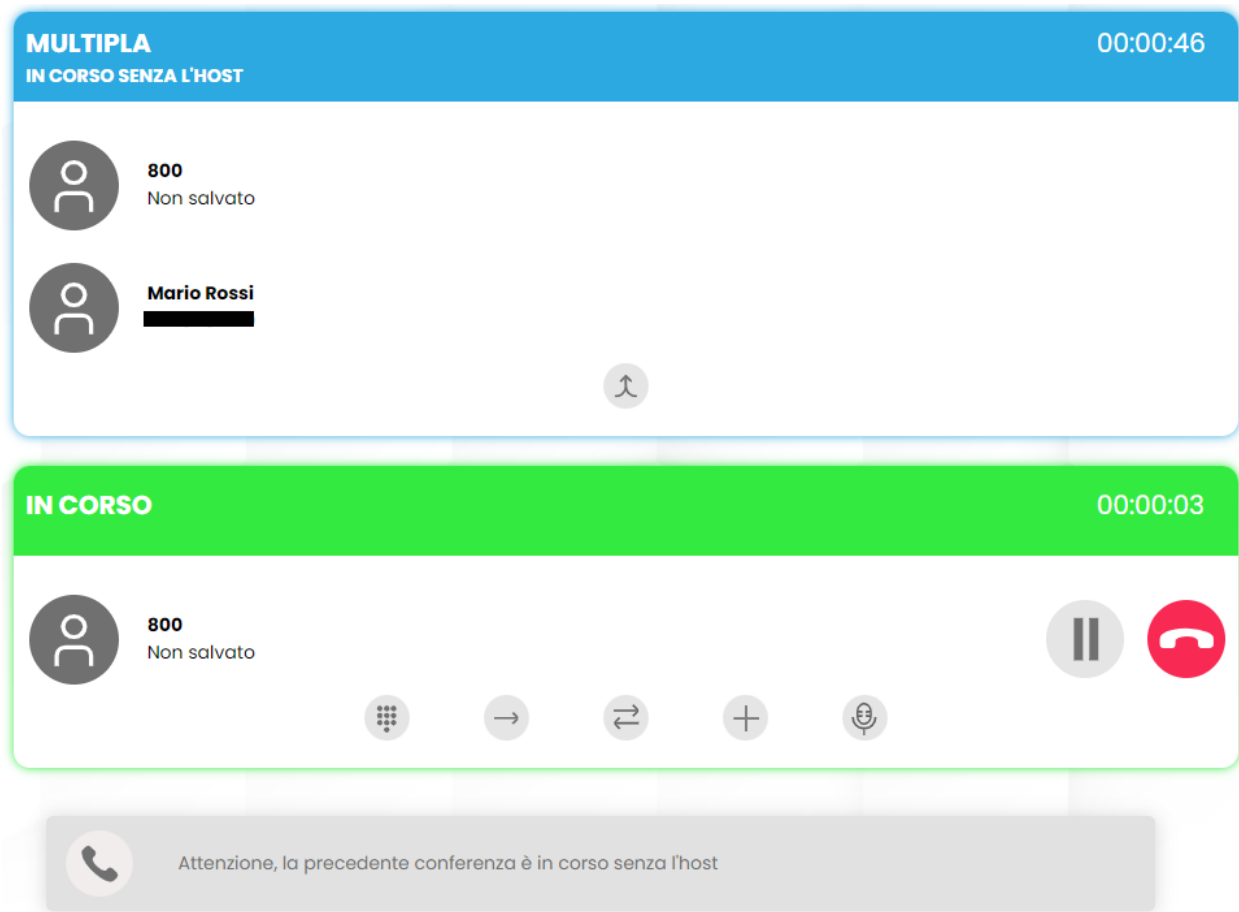 MULTIPLA
00:00:46
IN CORSO SENZA L'HOST
800
Non salvato
Mario Rossi
IN CORSO
00:00:03
800
Non salvato
Attenzione, la precedente conferenza è in corso senza l'host